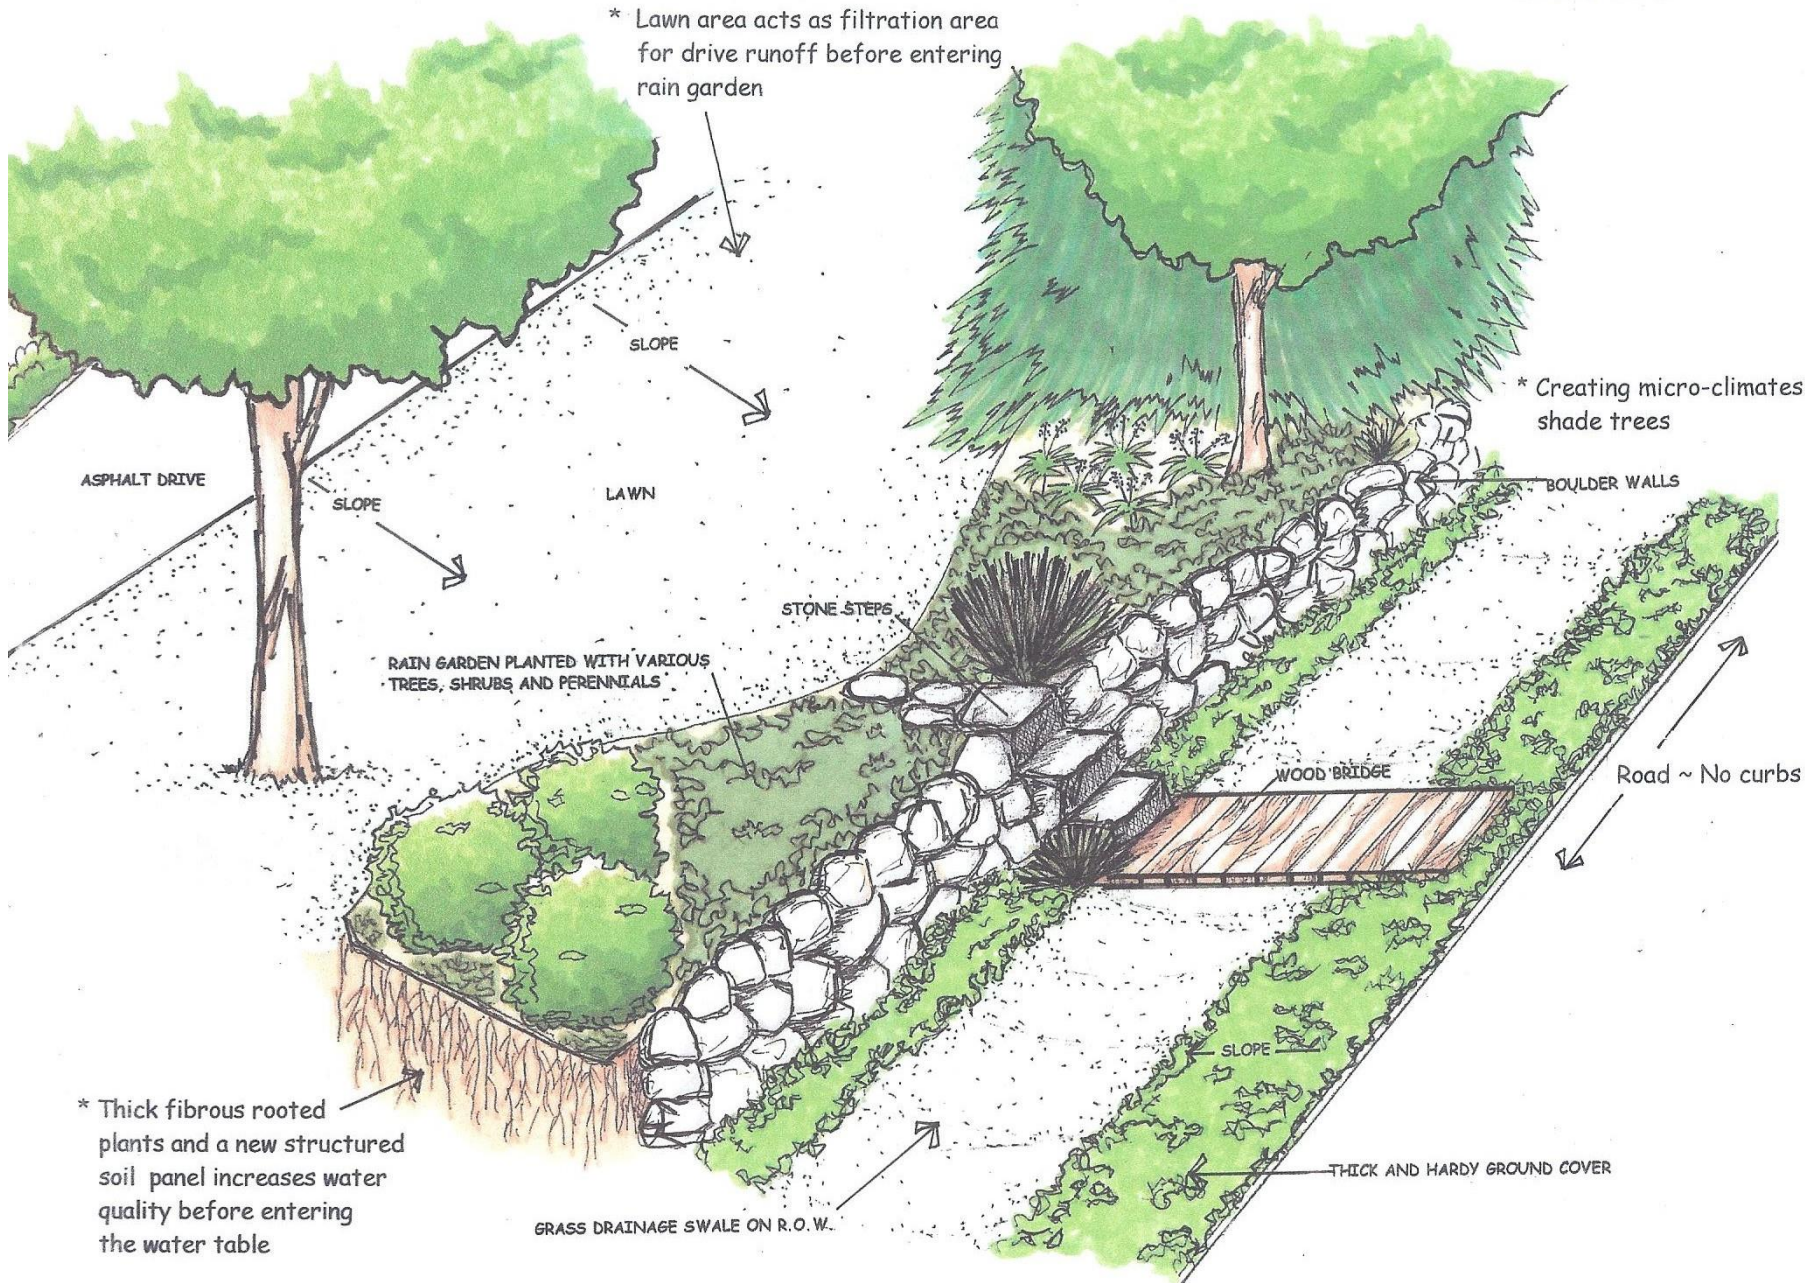 * Lawn area acts as filtration area
for drive runoff before entering
rain garden
SLOPE
* Creating micro-climates
shade trees
ASPHALT DRIVE
SLOPE
LAWN
BOULDER WALLS
STONE STEPS
RAIN GARDEN PLANTED WITH VARIOUS
TREES, SHRUBS AND PERENNIALS
WOOD BRIDGE
Road ~ No curbs
SLOPE
* Thick fibrous rooted
plants and a new structured
soil panel increases water
quality before entering
the water table
THICK AND HARDY GROUND COVER
GRASS DRAINAGE SWALE ON R.O.W.